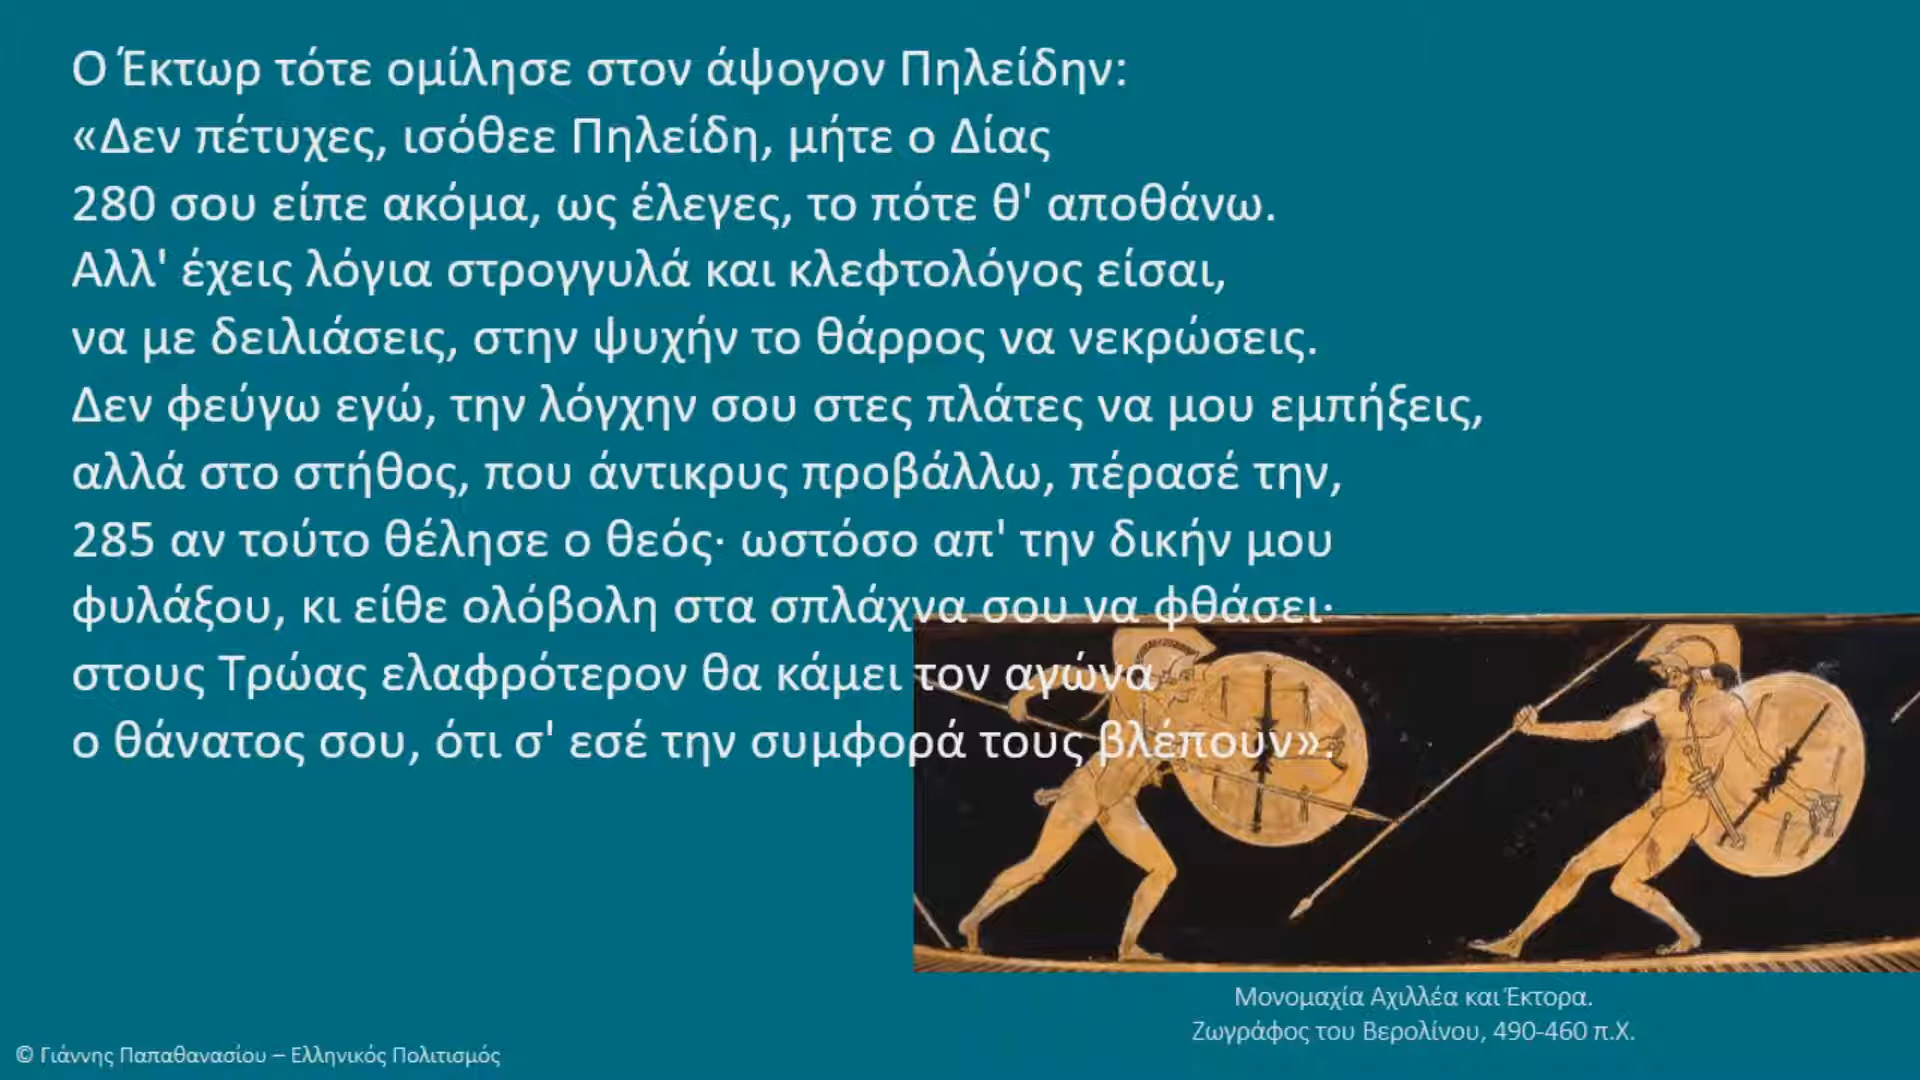 Ο Έκτωρ τότε ομίλησε στον άψογον Πηλείδην:
«Δεν πέτυχες, ισόθεε Πηλείδη, μήτε ο Δίας
280 σου είπε ακόμα, ως έλεγες, το πότε θ' αποθάνω.
Αλλ' έχεις λόγια στρογγυλά και κλεφτολόγος είσαι,
να με δειλιάσεις, στην ψυχήν το θάρρος να νεκρώσεις.
Δεν φεύγω εγώ, την λόγχην σου στες πλάτες να μου εμπήξεις,
αλλά στο στήθος, που άντικρυς προβάλλω, πέρασέ την,
285 αν τούτο θέλησε ο θεός· ωστόσο απ' την δικήν μου
φυλάξου, κι είθε ολόβολη στα σπλάχνα σου να φθάσει·
στους Τρώας ελαφρότερον θα κάμει τον αγώνα
ο θάνατος σου, ότι σ' εσέ την συμφορά τους βλέπουν».
Μονομαχία Αχιλλέα και Έκτορα.
Ζωγράφος του Βερολίνου, 490-460 π.Χ.
© Γιάννης Παπαθανασίου – Ελληνικός Πολιτισμός